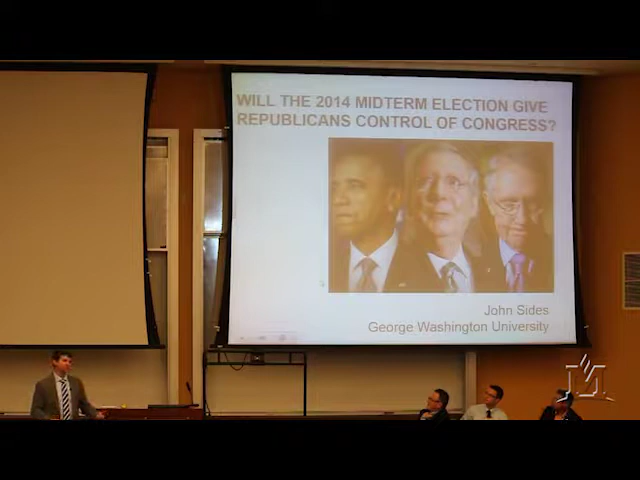 WILL THE 2014 MIDTERM ELECTION GIVE
REPUBLICANS CONTROL OF CONGRESS?
John Sides
George Washington University